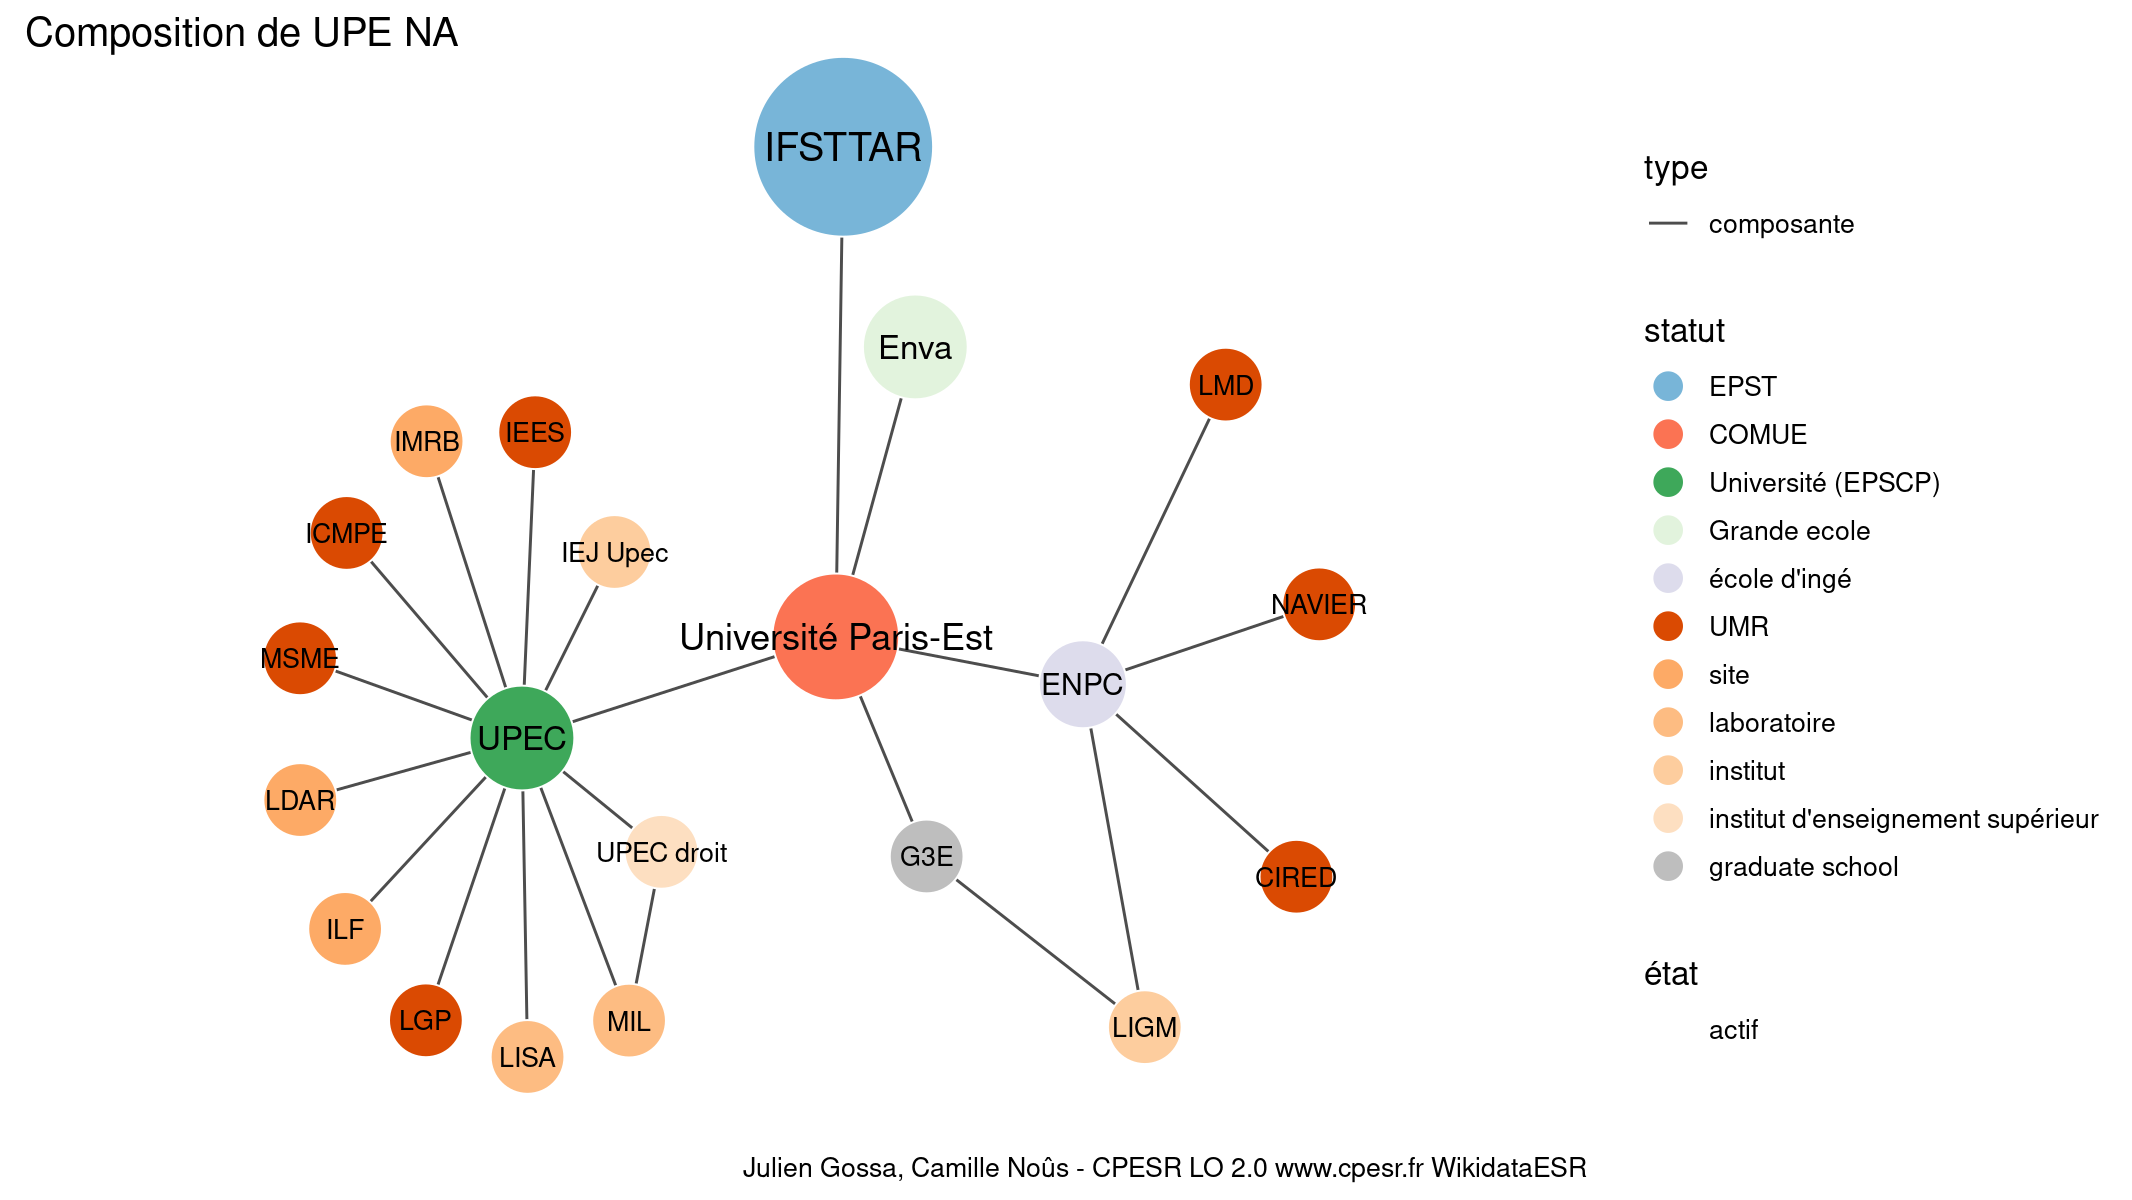 Composition de UPE NA
IFSTTAR
Enva
LMD
IMRB
IEES
ICMPE
IEJ Upec
NAVIER
Université Paris-Est
MSME
ENPC
UPEC
LDAR
UPEC droit
G3E
CIRED
ILF
LGP
MIL
LISA
LIGM
type
composante
statut
EPST
COMUE
Université (EPSCP)
Grande ecole
école d'ingé
UMR
site
laboratoire
institut
institut d'enseignement supérieur
graduate school
état
actif
Julien Gossa, Camille Noûs - CPESR LO 2.0 www.cpesr.fr WikidataESR